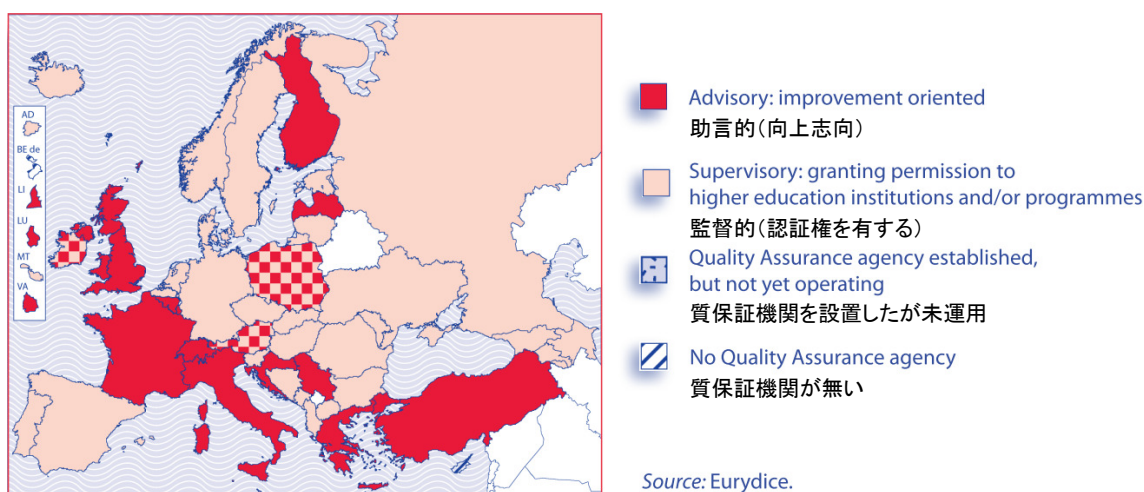 AD
BE de
LI
LU
MT
VA
Advisory: improvement oriented
助言的(向上志向)
Supervisory: granting permission to
higher education institutions and/or programmes
監督的(認証権を有する)
Quality Assurance agency established,
but not yet operating
質保証機関を設置したが未運用
No Quality Assurance agency
質保証機関が無い
Source: Eurydice.